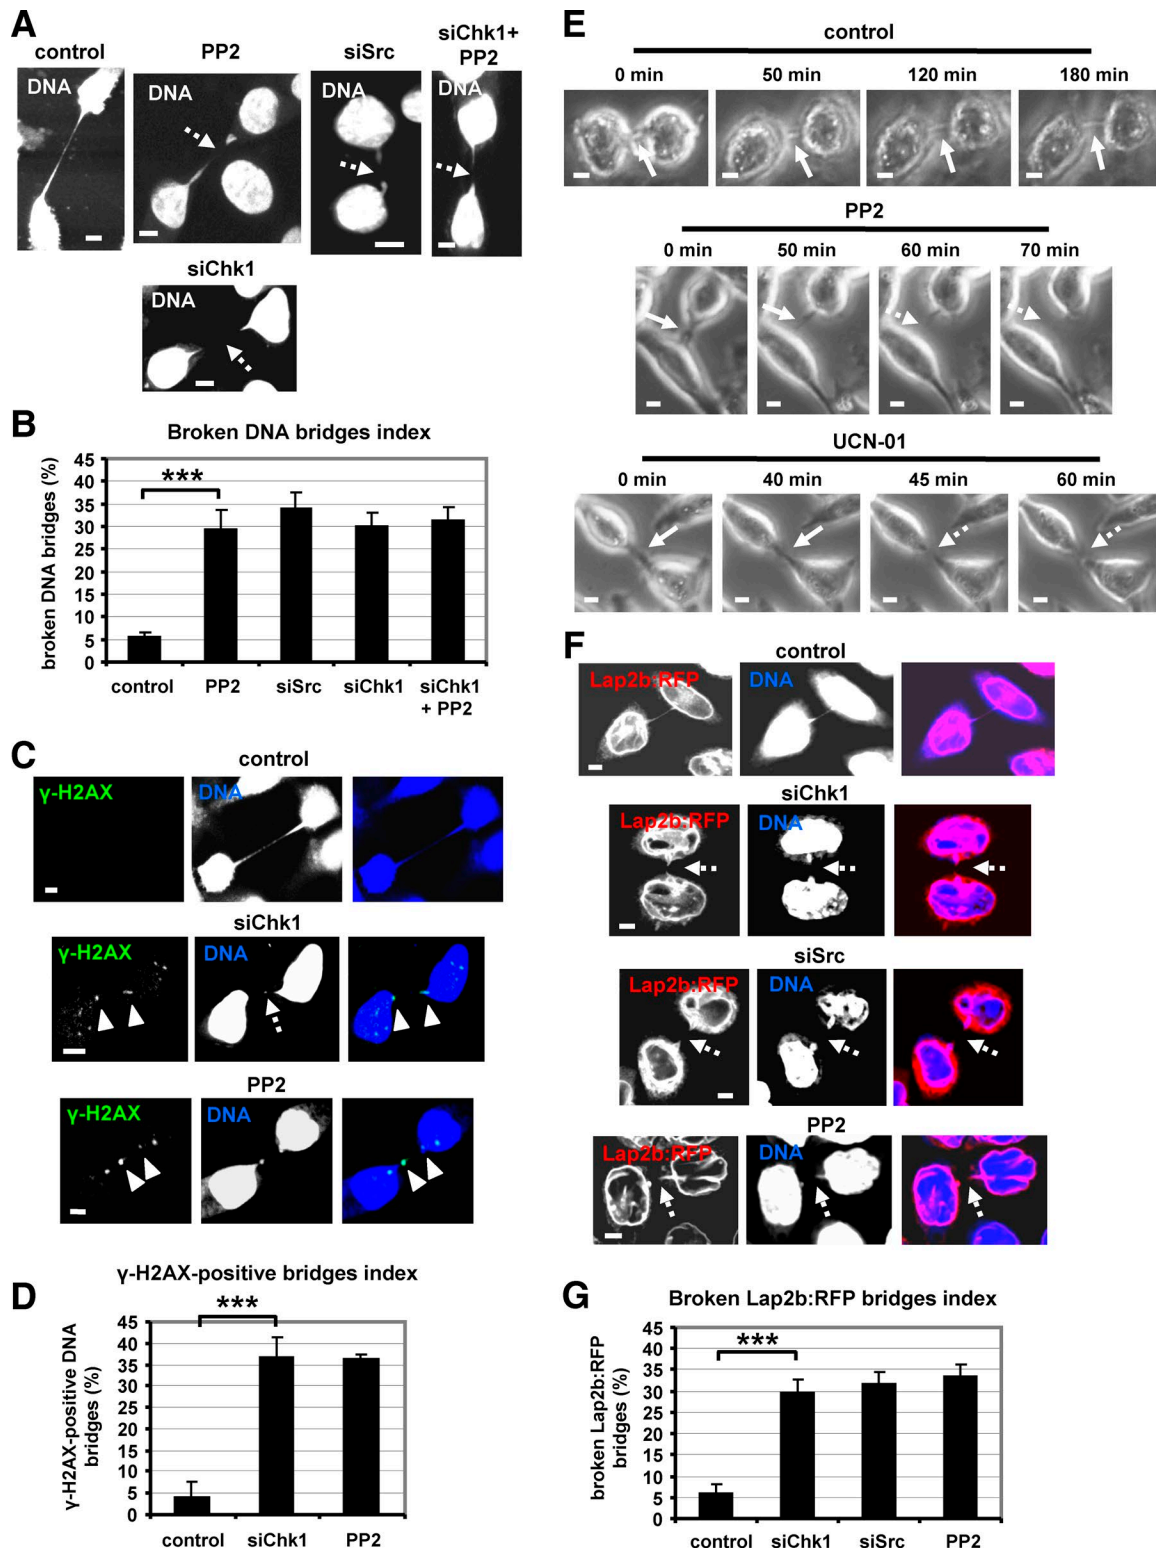 A
control
PP2
siSrc
siChk1+
PP2
DNA
DNA
DNA
DNA
siChk1
DNA
B
Broken DNA bridges index
broken DNA bridges (%)
45
40
35
30
25
20
15
10
5
0
***
control
PP2
siSrc
siChk1
siChk1
+ PP2
C
control
γ-H2AX
DNA
siChk1
γ-H2AX
DNA
PP2
γ-H2AX
DNA
D
γ-H2AX-positive bridges index
γ-H2AX-positive DNA
bridges (%)
45
40
35
30
25
20
15
10
5
0
***
control
siChk1
PP2
E
control
0 min
50 min
120 min
180 min
PP2
0 min
50 min
60 min
70 min
UCN-01
0 min
40 min
45 min
60 min
F
control
Lap2b:RFP
DNA
siChk1
Lap2b:RFP
DNA
siSrc
Lap2b:RFP
DNA
PP2
Lap2b:RFP
DNA
G
Broken Lap2b:RFP bridges index
broken Lap2b:RFP
bridges (%)
45
40
35
30
25
20
15
10
5
0
***
control
siChk1
siSrc
PP2